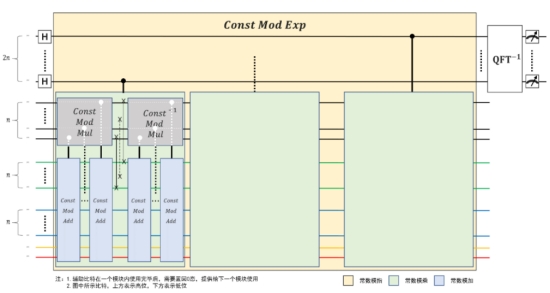 Const Mod Exp
H
QFT⁻¹
2n
H
n
Const
Mod
Mul
Const⁻¹
Mod
Mul
n
Const
Mod
Add
Const
Mod
Add
Const
Mod
Add
Const
Mod
Add
n
注：1. 辅助比特在一个模块内使用完毕后，需要置回0态，提供给下一个模块使用
2. 图中所示比特，上方表示高位，下方表示低位
常数模指
常数模乘
常数模加